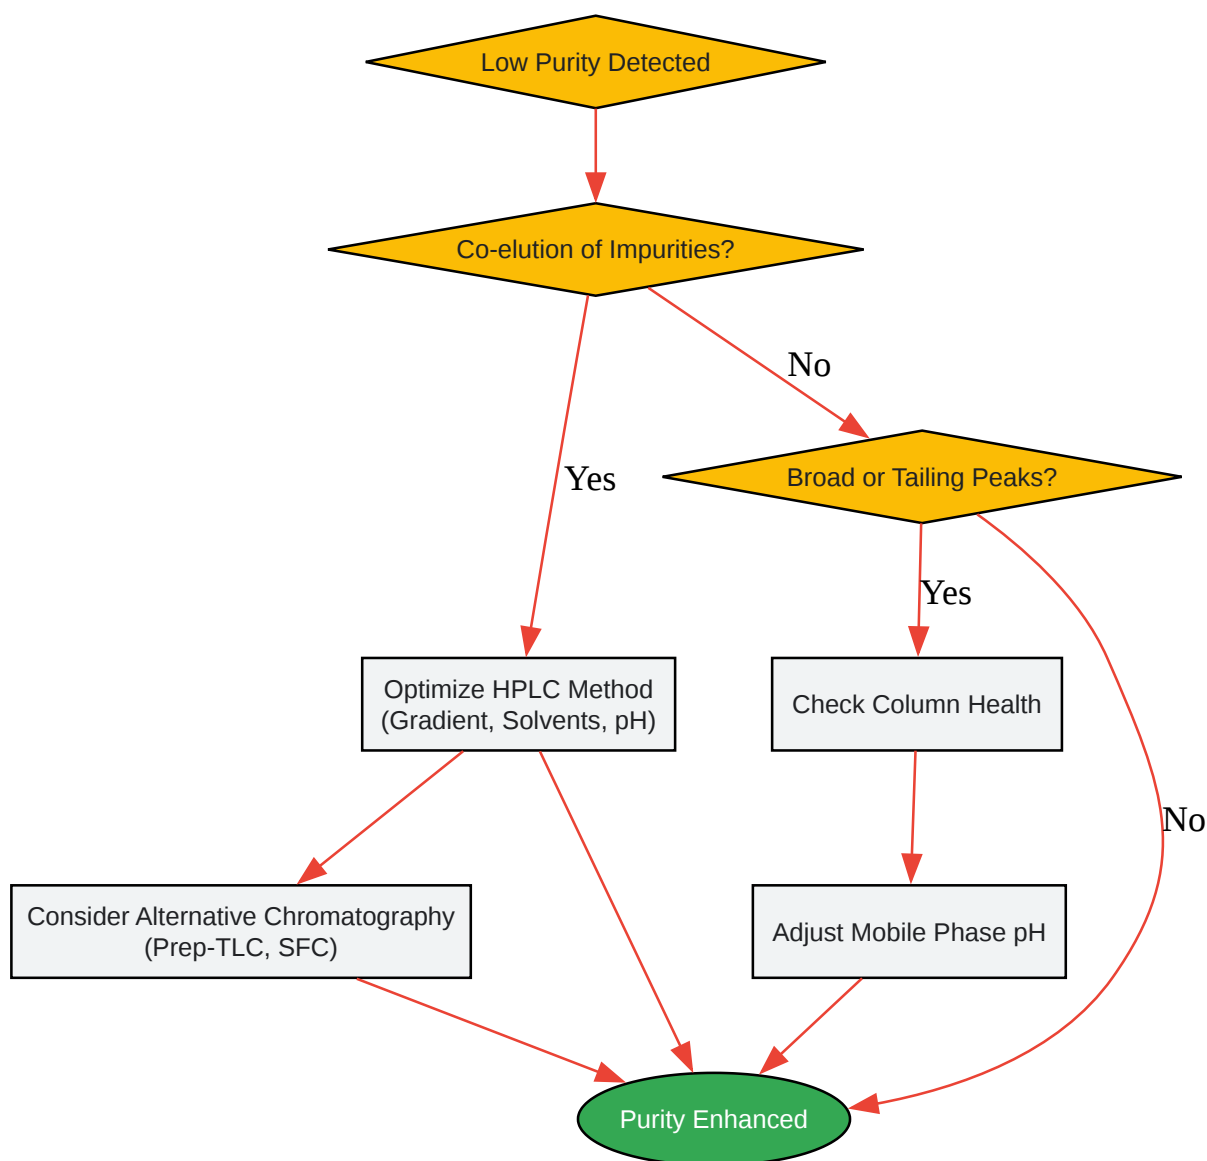 Low Purity Detected
Co-elution of Impurities?
No
Yes
Broad or Tailing Peaks?
Yes
No
Optimize HPLC Method
(Gradient, Solvents, pH)
Check Column Health
Consider Alternative Chromatography
(Prep-TLC, SFC)
Adjust Mobile Phase pH
Purity Enhanced